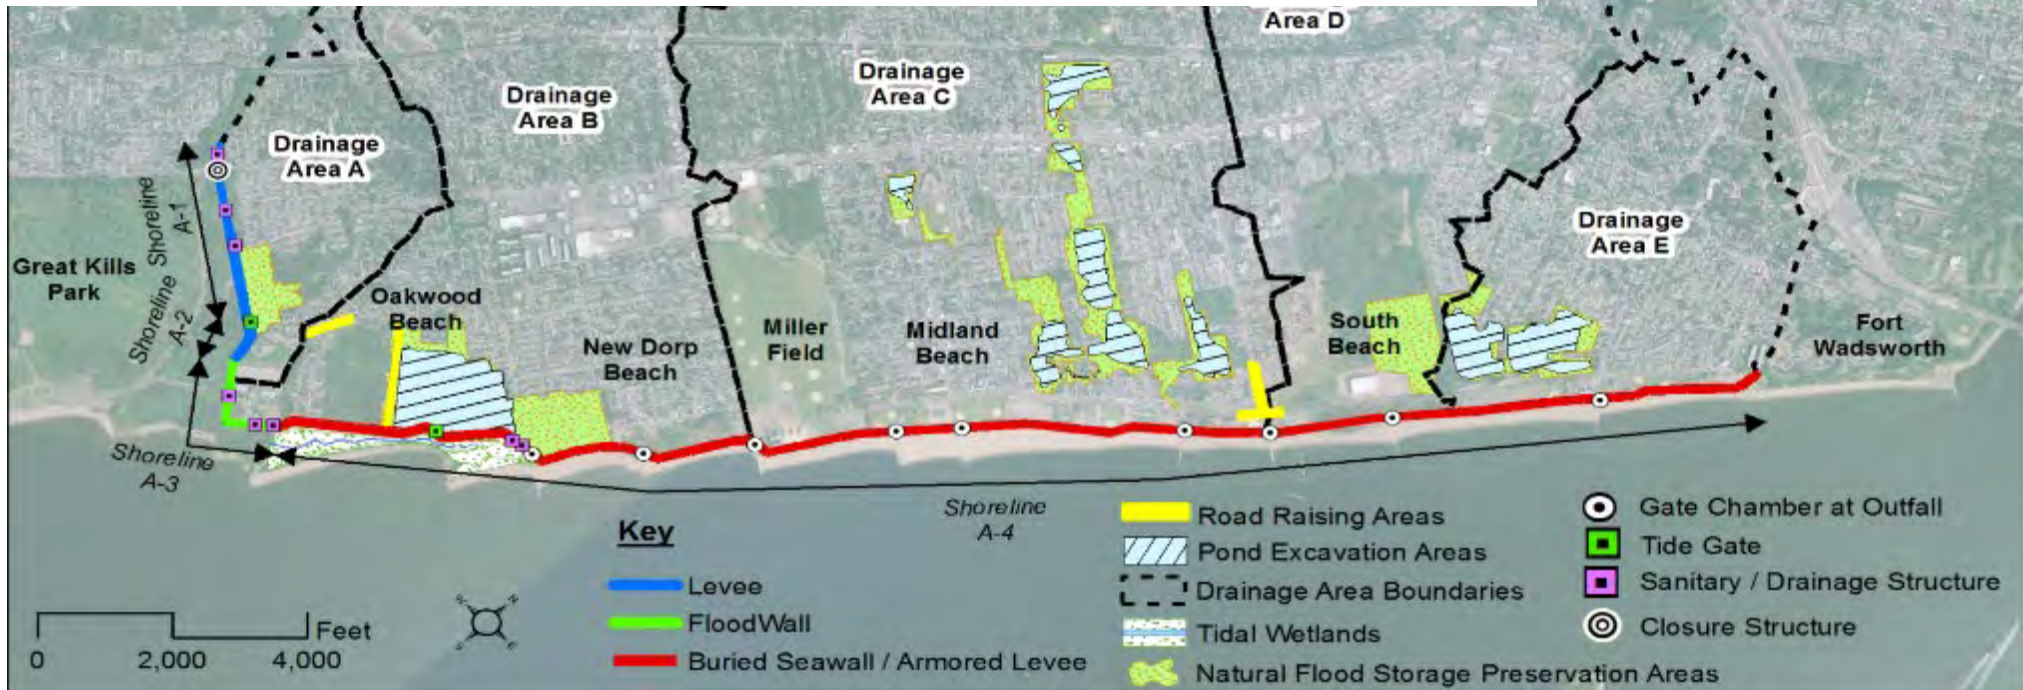 Area D
Drainage
Area C
Drainage
Area B
Drainage
Area A
Drainage
Area E
Shoreline
A-1
Great Kills
Park
Shoreline
A-2
Oakwood
Beach
New Dorp
Beach
Miller
Field
Midland
Beach
South
Beach
Fort
Wadsworth
Shoreline
A-3
Shoreline
A-4
Key
Levee
FloodWall
Buried Seawall / Armored Levee
Road Raising Areas
Pond Excavation Areas
Drainage Area Boundaries
Tidal Wetlands
Natural Flood Storage Preservation Areas
Gate Chamber at Outfall
Tide Gate
Sanitary / Drainage Structure
Closure Structure
Feet
0 2,000 4,000
W N
S E